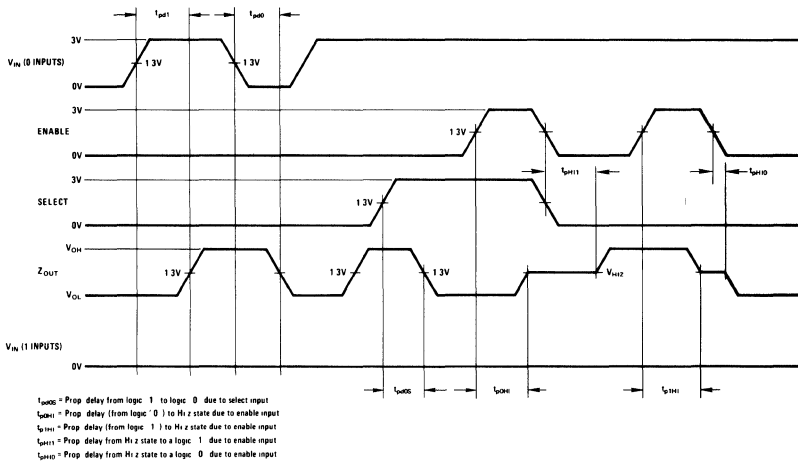 tpd1
tpd0
3V
VIN (0 INPUTS)
1 3V
1 3V
0V
3V
ENABLE
1 3V
0V
tpHI1
tpHI0
3V
SELECT
1 3V
0V
VOH
ZOUT
1 3V
1 3V
1 3V
VHIZ
VOL
VIN (1 INPUTS)
0V
tpd0S
tp0HI
tp1HI
tpd0S = Prop delay from logic 1 to logic 0 due to select input
tp0HI = Prop delay (from logic '0 ) to HI z state due to enable input
tp1HI = Prop delay (from logic 1 ) to HI z state due to enable input
tpHI1 = Prop delay from HI z state to a logic 1 due to enable input
tpHI0 = Prop delay from HI z state to a logic 0 due to enable input